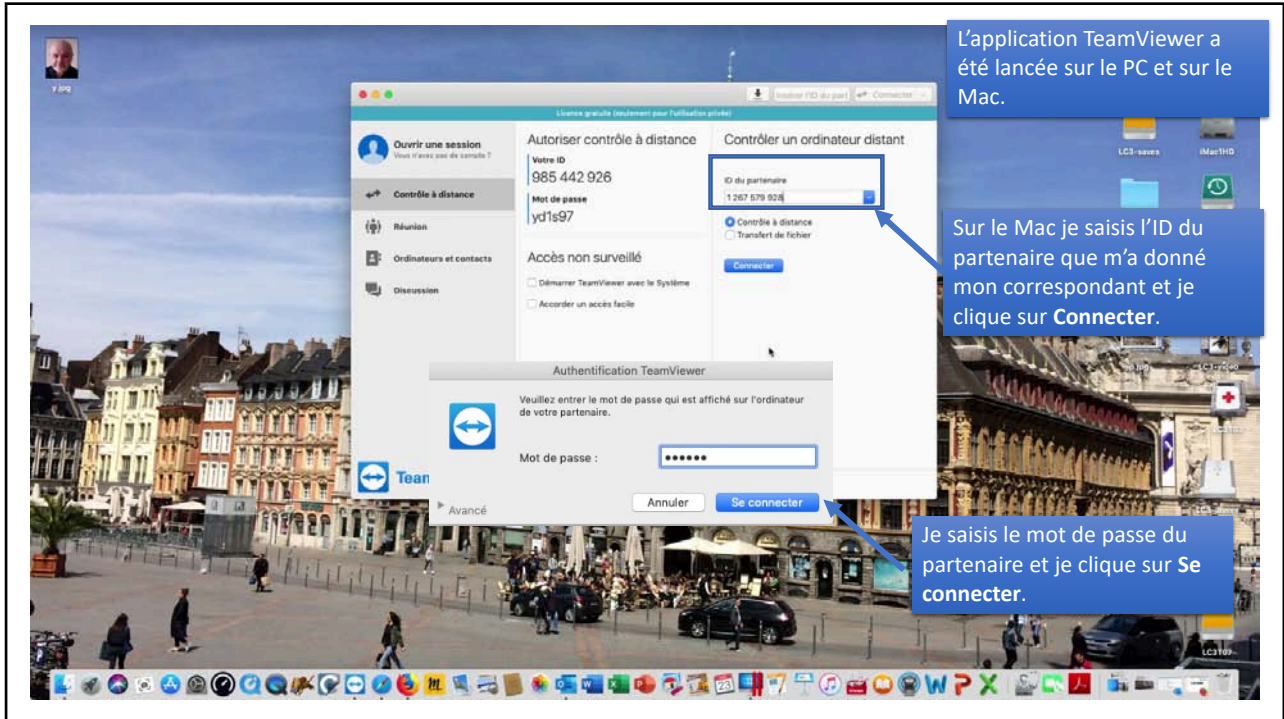 L'application TeamViewer a
été lancée sur le PC et sur le
Mac.
y.jpg
Licence gratuite (seulement pour l'utilisation privée)
Connecter
Ouvrir une session
Vous n'avez pas de compte ?
Contrôle à distance
Réunion
Ordinateurs et contacts
Discussion
Autoriser contrôle à distance
Votre ID
985 442 926
Mot de passe
yd1s97
Accès non surveillé
Démarrer TeamViewer avec le Système
Accorder un accès facile
Contrôler un ordinateur distant
ID du partenaire
1 267 579 928
Contrôle à distance
Transfert de fichier
Connecter
LC3-saves
iMac1HD
Sur le Mac je saisis l'ID du
partenaire que m'a donné
mon correspondant et je
clique sur Connecter.
LC3-video
Authentification TeamViewer
Veuillez entrer le mot de passe qui est affiché sur l'ordinateur
de votre partenaire.
Mot de passe :
••••••
Avancé
Annuler
Se connecter
Team
Je saisis le mot de passe du
partenaire et je clique sur Se
connecter.
LC3T07